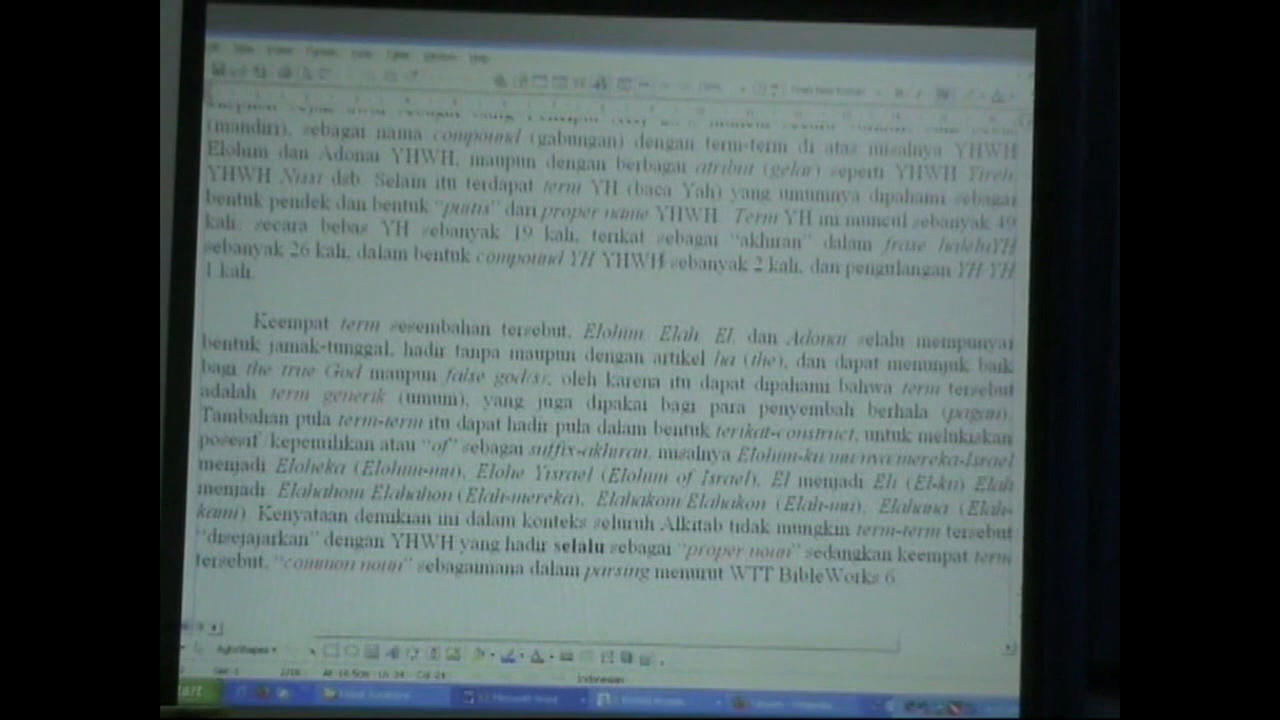 (mandiri), sebagai nama compound (gabungan) dengan term-term di atas misalnya YHWH
Elohim dan Adonai YHWH, maupun dengan berbagai atribut (gelar) seperti YHWH Yireh,
YHWH Nissi dsb. Selain itu terdapat term YH (baca Yah) yang umumnya dipahami sebagai
bentuk pendek dan bentuk "puitis" dari proper name YHWH. Term YH ini muncul sebanyak 49
kali, secara bebas YH sebanyak 19 kali, terikat sebagai "akhiran" dalam frase haleluYH
sebanyak 26 kali, dalam bentuk compound YH YHWH sebanyak 2 kali, dan pengulangan YH YH
1 kali.
Keempat term sesembahan tersebut, Elohim, Elah, El, dan Adonai selalu mempunyai
bentuk jamak-tunggal, hadir tanpa maupun dengan artikel ha (the), dan dapat menunjuk baik
bagi the true God maupun false god(s), oleh karena itu dapat dipahami bahwa term tersebut
adalah term generik (umum), yang juga dipakai bagi para penyembah berhala (pagan).
Tambahan pula term-term itu dapat hadir pula dalam bentuk terikat-construct, untuk melukiskan
posesif/kepemilikan atau "of" sebagai suffix-akhiran, misalnya Elohim-ku/mu/nya/mereka-Israel
menjadi Eloheka (Elohim-mu), Elohe Yisrael (Elohim of Israel), El menjadi Eli (El-ku) Elah
menjadi Elahahom/Elahahon (Elah-mereka), Elahakom/Elahakon (Elah-mu), Elahana (Elah-
kami). Kenyataan demikian ini dalam konteks seluruh Alkitab tidak mungkin term-term tersebut
"disejajarkan" dengan YHWH yang hadir selalu sebagai "proper noun" sedangkan keempat term
tersebut, "common noun" sebagaimana dalam parsing menurut WTT BibleWorks 6
AutoShapes
Indonesian
start